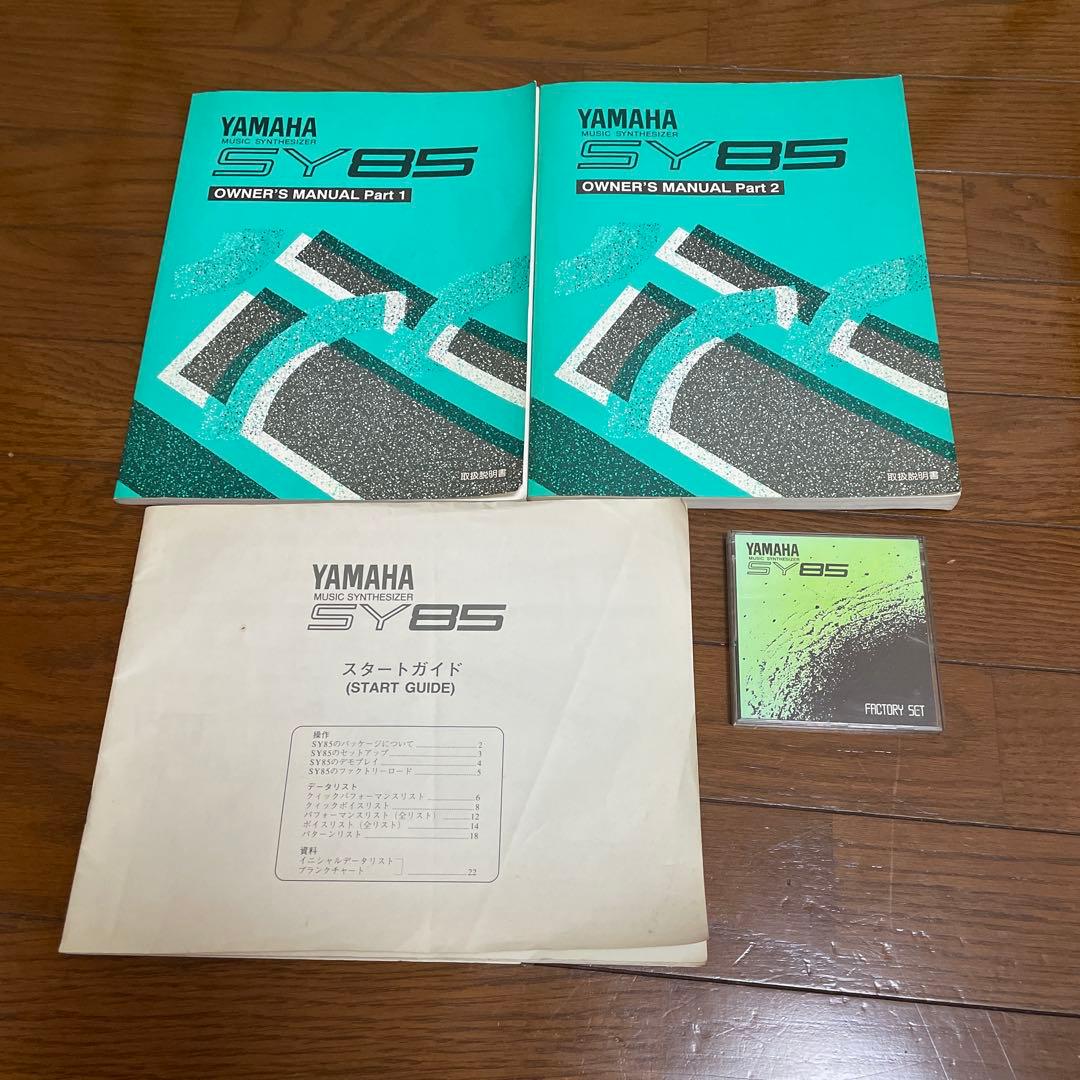 YAMAHA
MUSIC SYNTHESIZER
SY85
OWNER'S MANUAL Part 1
取扱説明書
YAMAHA
MUSIC SYNTHESIZER
SY85
OWNER'S MANUAL Part 2
取扱説明書
YAMAHA
MUSIC SYNTHESIZER
SY85
スタートガイド
(START GUIDE)
操作
SY85のパッケージについて 2
SY85のセットアップ 3
SY85のデモプレイ 4
SY85のファクトリーロード 5
データリスト
クィックパフォーマンスリスト 6
クィックボイスリスト 8
パフォーマンスリスト（全リスト） 12
ボイスリスト（全リスト） 14
パターンリスト 18
資料
イニシャルデータリスト
ブランクチャート 22
YAMAHA
MUSIC SYNTHESIZER
SY85
FACTORY SET